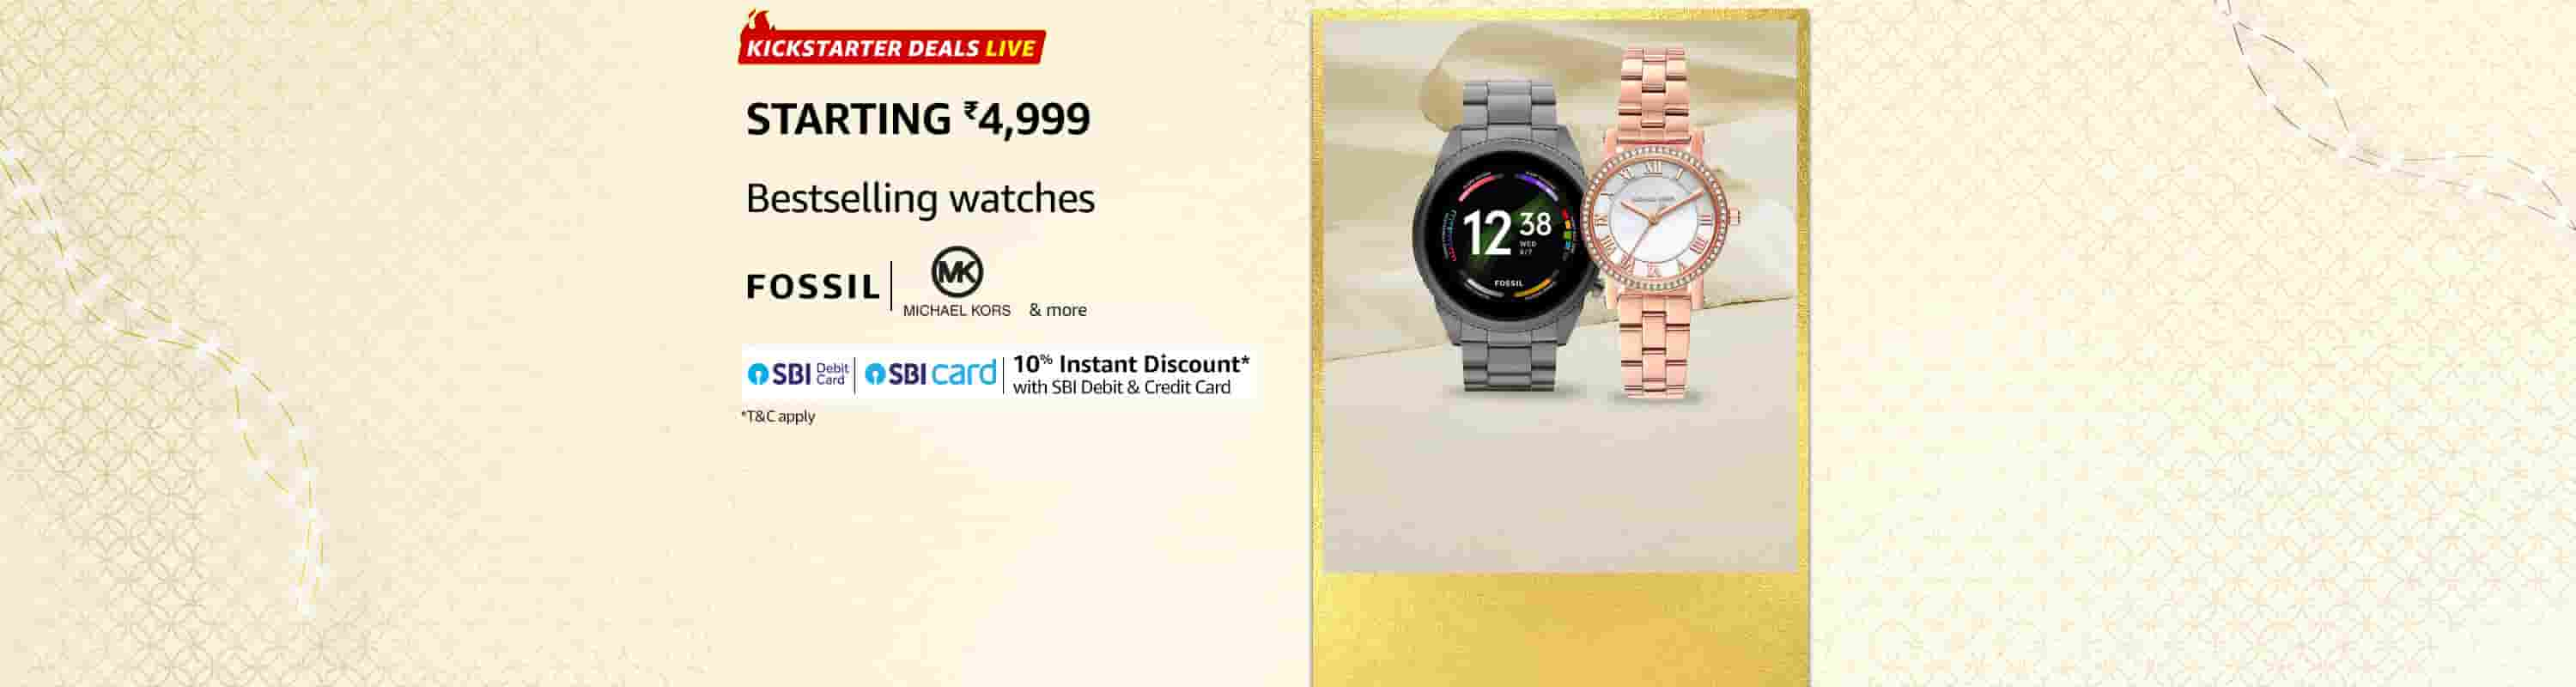 KICKSTARTER DEALS LIVE
STARTING ₹4,999
Bestselling watches
FOSSIL
MK
MICHAEL KORS & more
SBI Debit Card
SBI card
10% Instant Discount*
with SBI Debit & Credit Card
*T&C apply
12 38
WED
FOSSIL
XII